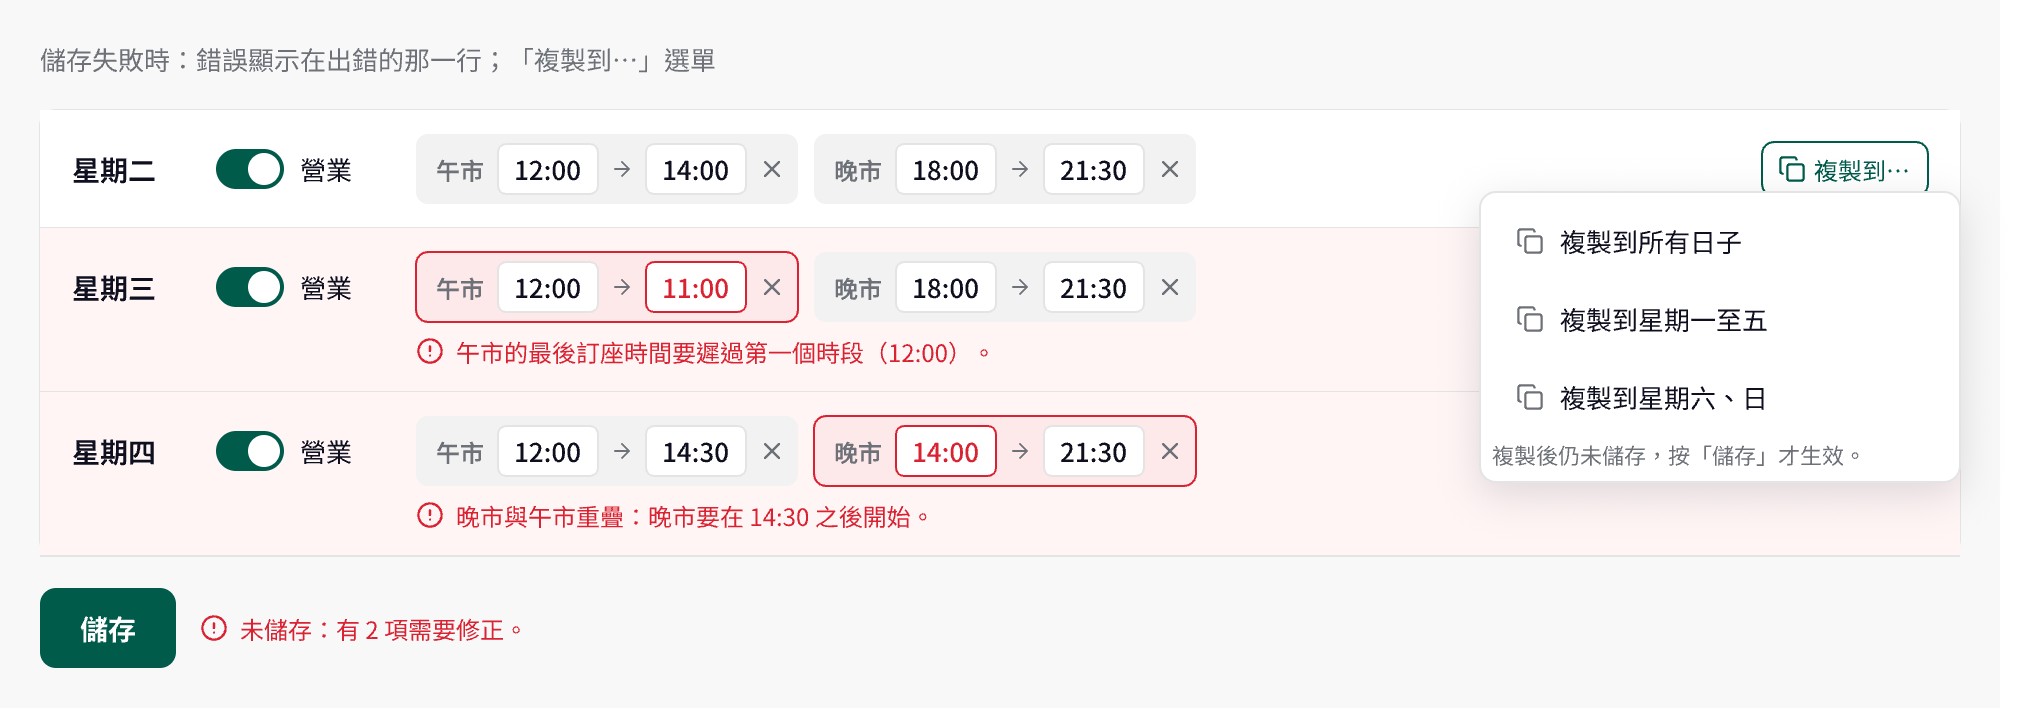 儲存失敗時：錯誤顯示在出錯的那一行；「複製到⋯」選單
星期二 營業 午市 12:00 → 14:00 × 晚市 18:00 → 21:30 × 複製到⋯
複製到所有日子
星期三 營業 午市 12:00 → 11:00 × 晚市 18:00 → 21:30 ×
複製到星期一至五
午市的最後訂座時間要遲過第一個時段（12:00）。
複製到星期六、日
星期四 營業 午市 12:00 → 14:30 × 晚市 14:00 → 21:30 ×
複製後仍未儲存，按「儲存」才生效。
晚市與午市重疊：晚市要在 14:30 之後開始。
儲存 未儲存：有 2 項需要修正。